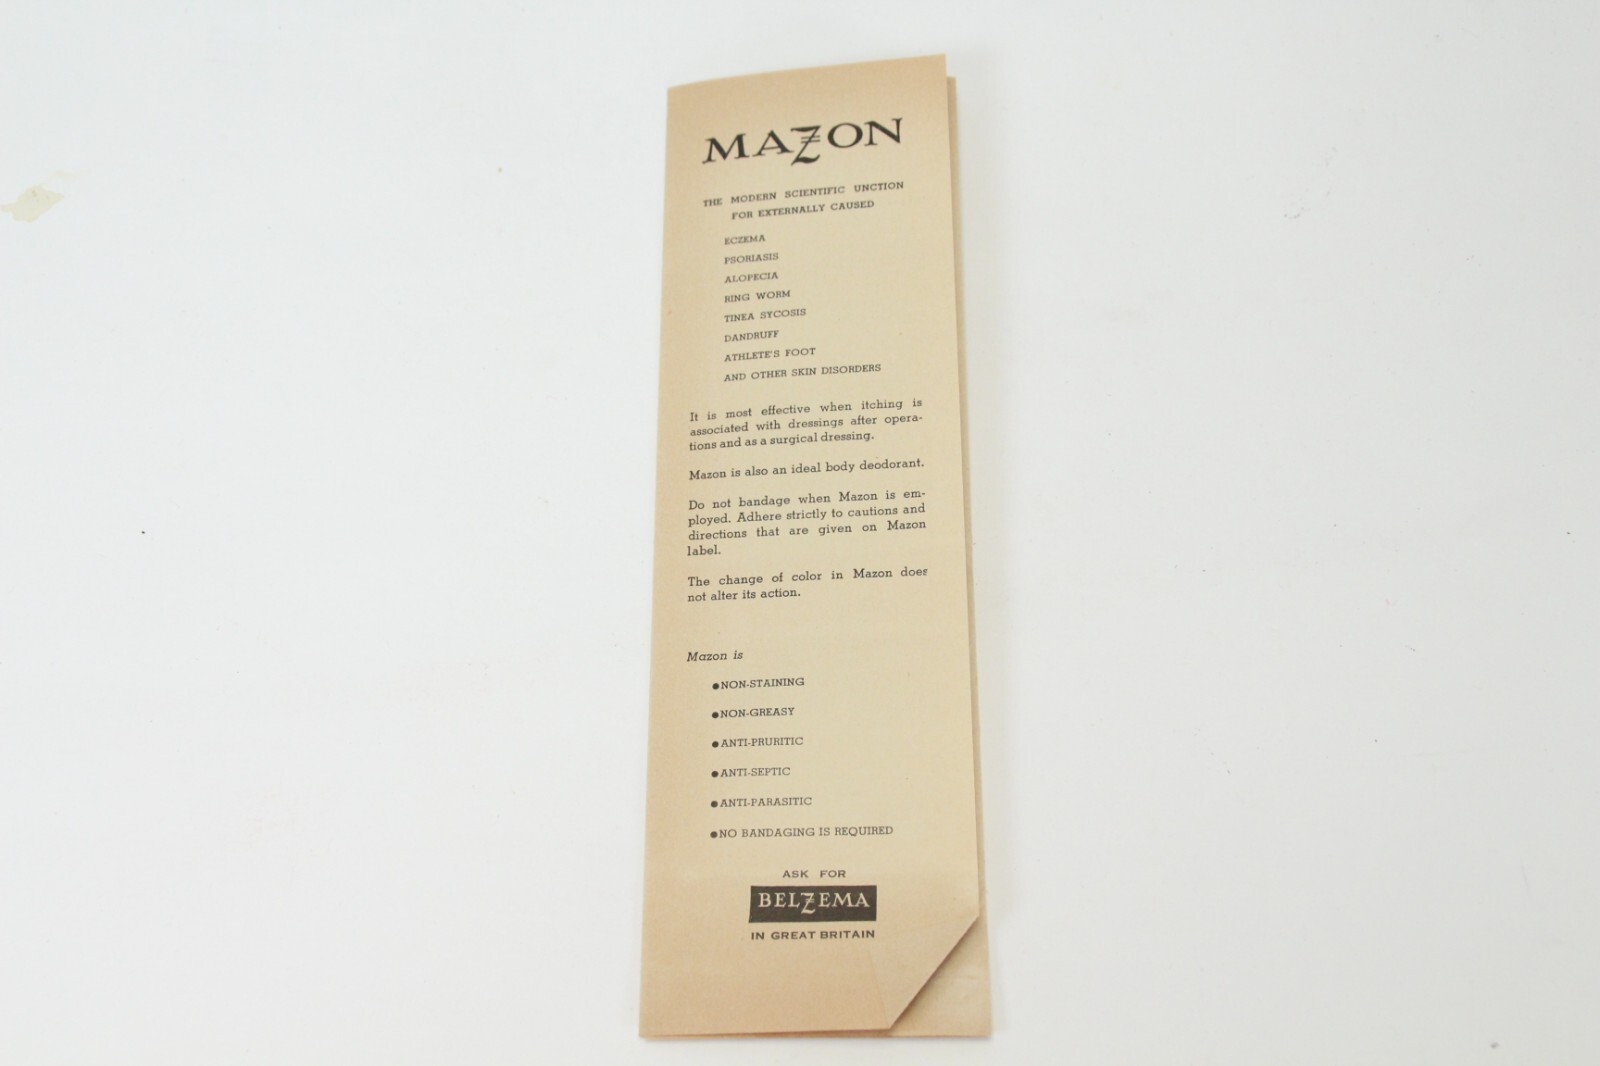 MAZON
THE MODERN SCIENTIFIC UNCTION
FOR EXTERNALLY CAUSED
ECZEMA
PSORIASIS
ALOPECIA
RING WORM
TINEA SYCOSIS
DANDRUFF
ATHLETE'S FOOT
AND OTHER SKIN DISORDERS
It is most effective when itching is
associated with dressings after opera-
tions and as a surgical dressing.
Mazon is also an ideal body deodorant.
Do not bandage when Mazon is em-
ployed. Adhere strictly to cautions and
directions that are given on Mazon
label.
The change of color in Mazon does
not alter its action.
Mazon is
●NON-STAINING
●NON-GREASY
●ANTI-PRURITIC
●ANTI-SEPTIC
●ANTI-PARASITIC
●NO BANDAGING IS REQUIRED
ASK FOR
BELZEMA
IN GREAT BRITAIN